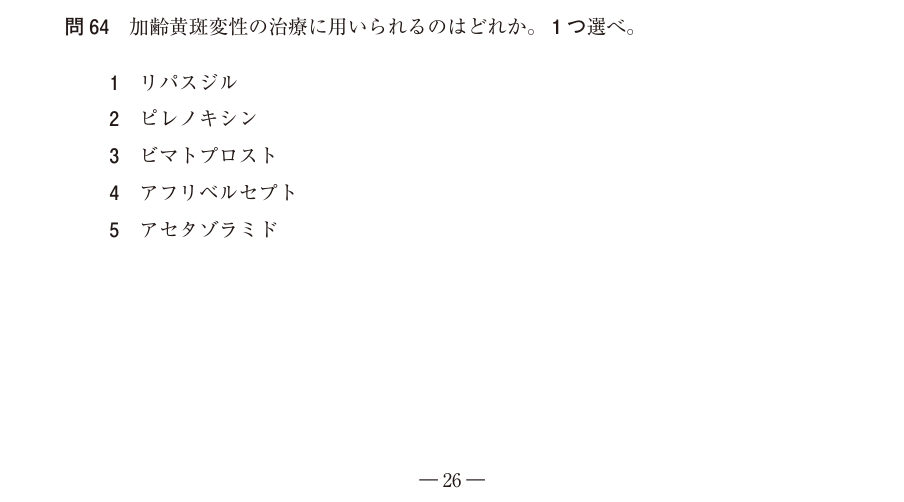 問 64　加齢黄斑変性の治療に用いられるのはどれか。1 つ選べ。
1　リパスジル
2　ピレノキシン
3　ビマトプロスト
4　アフリベルセプト
5　アセタゾラミド
— 26 —